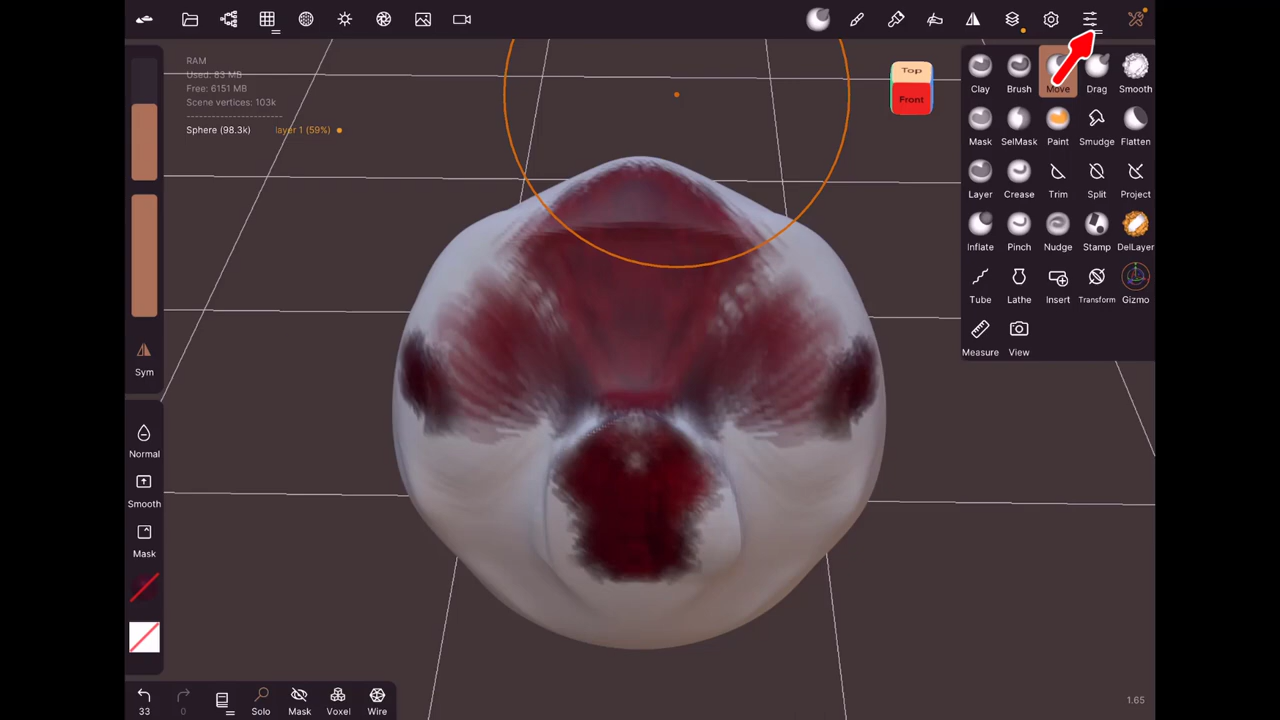 RAM
Used: 83 MB
Free: 6151 MB
Scene vertices: 103k
Sphere (98.3k) layer 1 (59%)
Top
Front
Clay Brush Move Drag Smooth
Mask SelMask Paint Smudge Flatten
Layer Crease Trim Split Project
Inflate Pinch Nudge Stamp DelLayer
Tube Lathe Insert Transform Gizmo
Measure View
Sym
Normal
Smooth
Mask
33 0 Solo Mask Voxel Wire
1.65